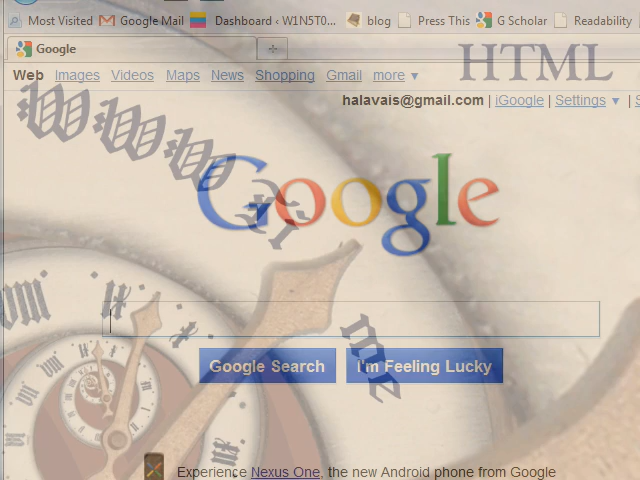 Most Visited Google Mail Dashboard ‹ W1N5T0... blog Press This G Scholar Readability
Google
HTML
Web Images Videos Maps News Shopping Gmail more ▼
halavais@gmail.com | iGoogle | Settings ▼ | S
Google
me
Google Search I'm Feeling Lucky
Experience Nexus One, the new Android phone from Google